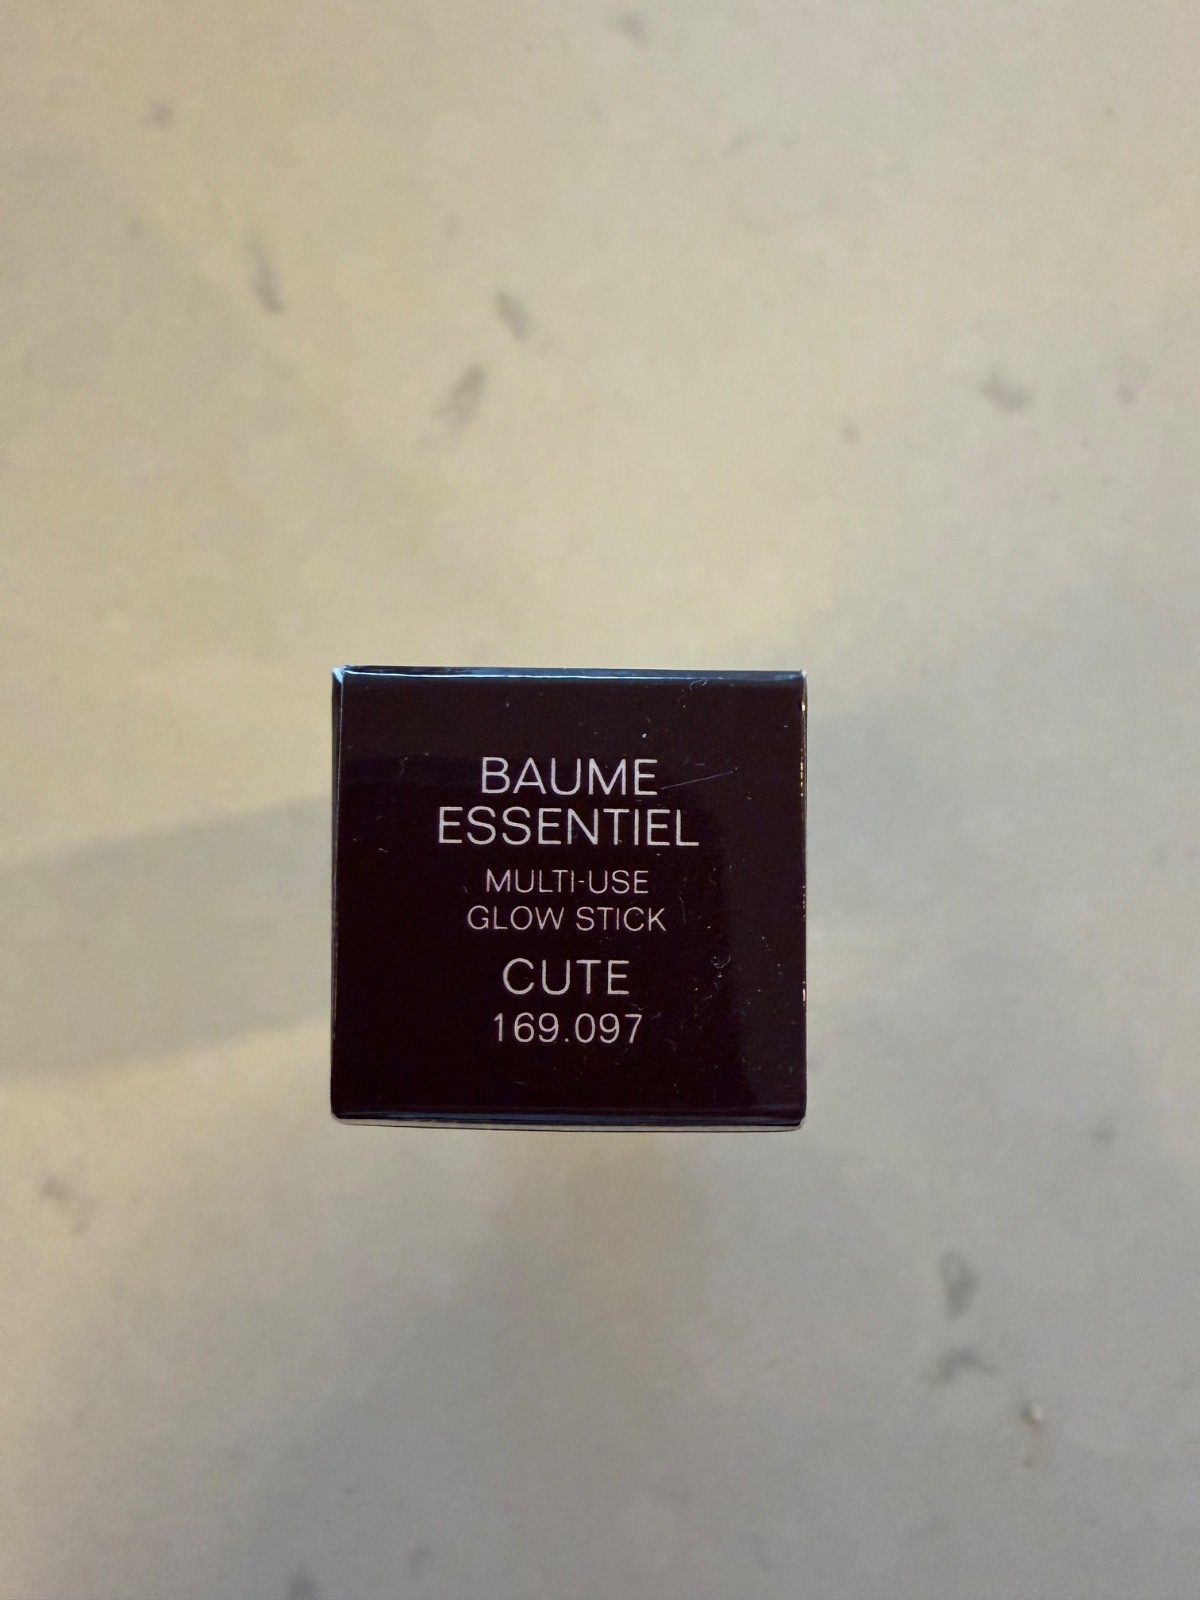 BAUME
ESSENTIEL
MULTI-USE
GLOW STICK
CUTE
169.097